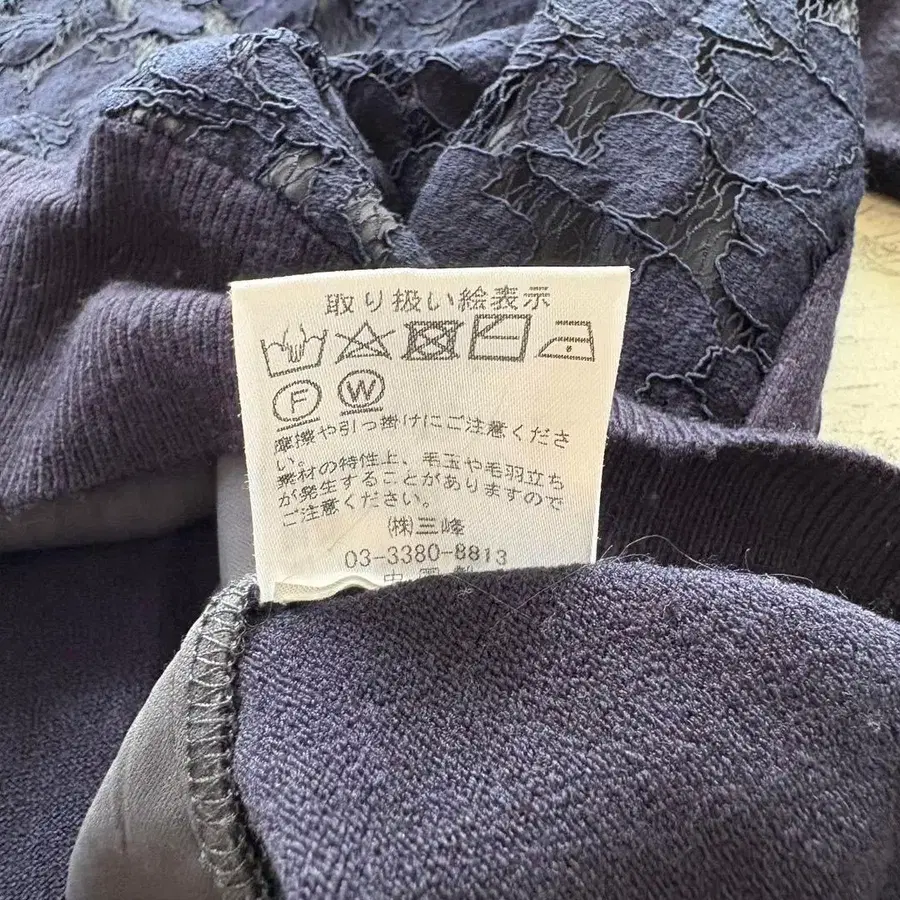 取り扱い絵表示
F W
摩擦や引っ掛けにご注意くださ
い。
素材の特性上、毛玉や毛羽立ち
が発生することがありますので
ご注意ください。
(株)三峰
03-3380-8813
中国製